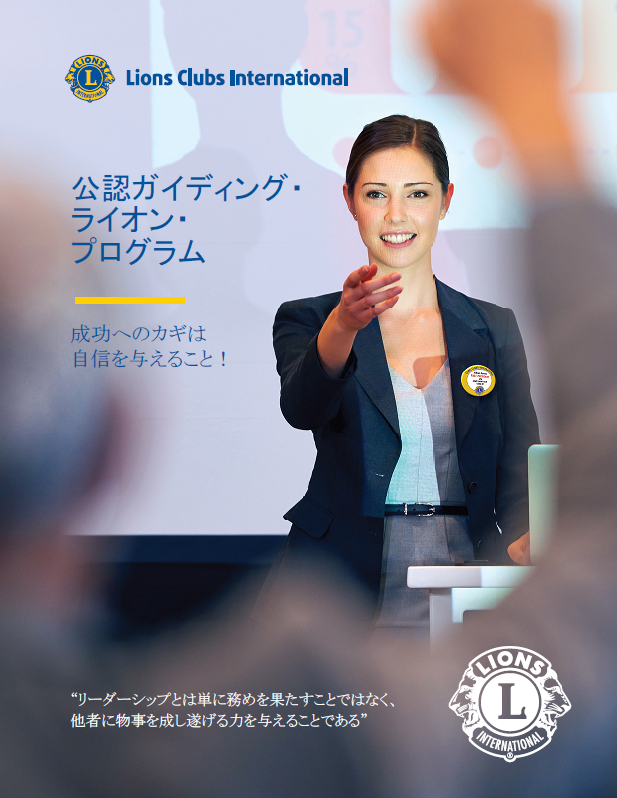 LIONS
L
INTERNATIONAL
Lions Clubs International
15
公認ガイディング・
ライオン・
プログラム
成功へのカギは
自信を与えること！
“リーダーシップとは単に務めを果たすことではなく、
他者に物事を成し遂げる力を与えることである”
LIONS
L
INTERNATIONAL
®